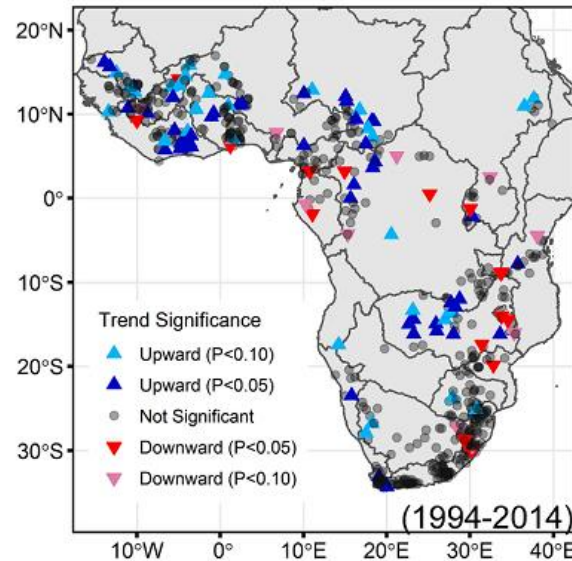 20°N
10°N
0°
10°S
Trend Significance
Upward (P<0.10)
20°S
Upward (P<0.05)
Not Significant
Downward (P<0.05)
30°S
Downward (P<0.10)
(1994-2014)
10°W
0°
10°E
20°E
30°E
40°E